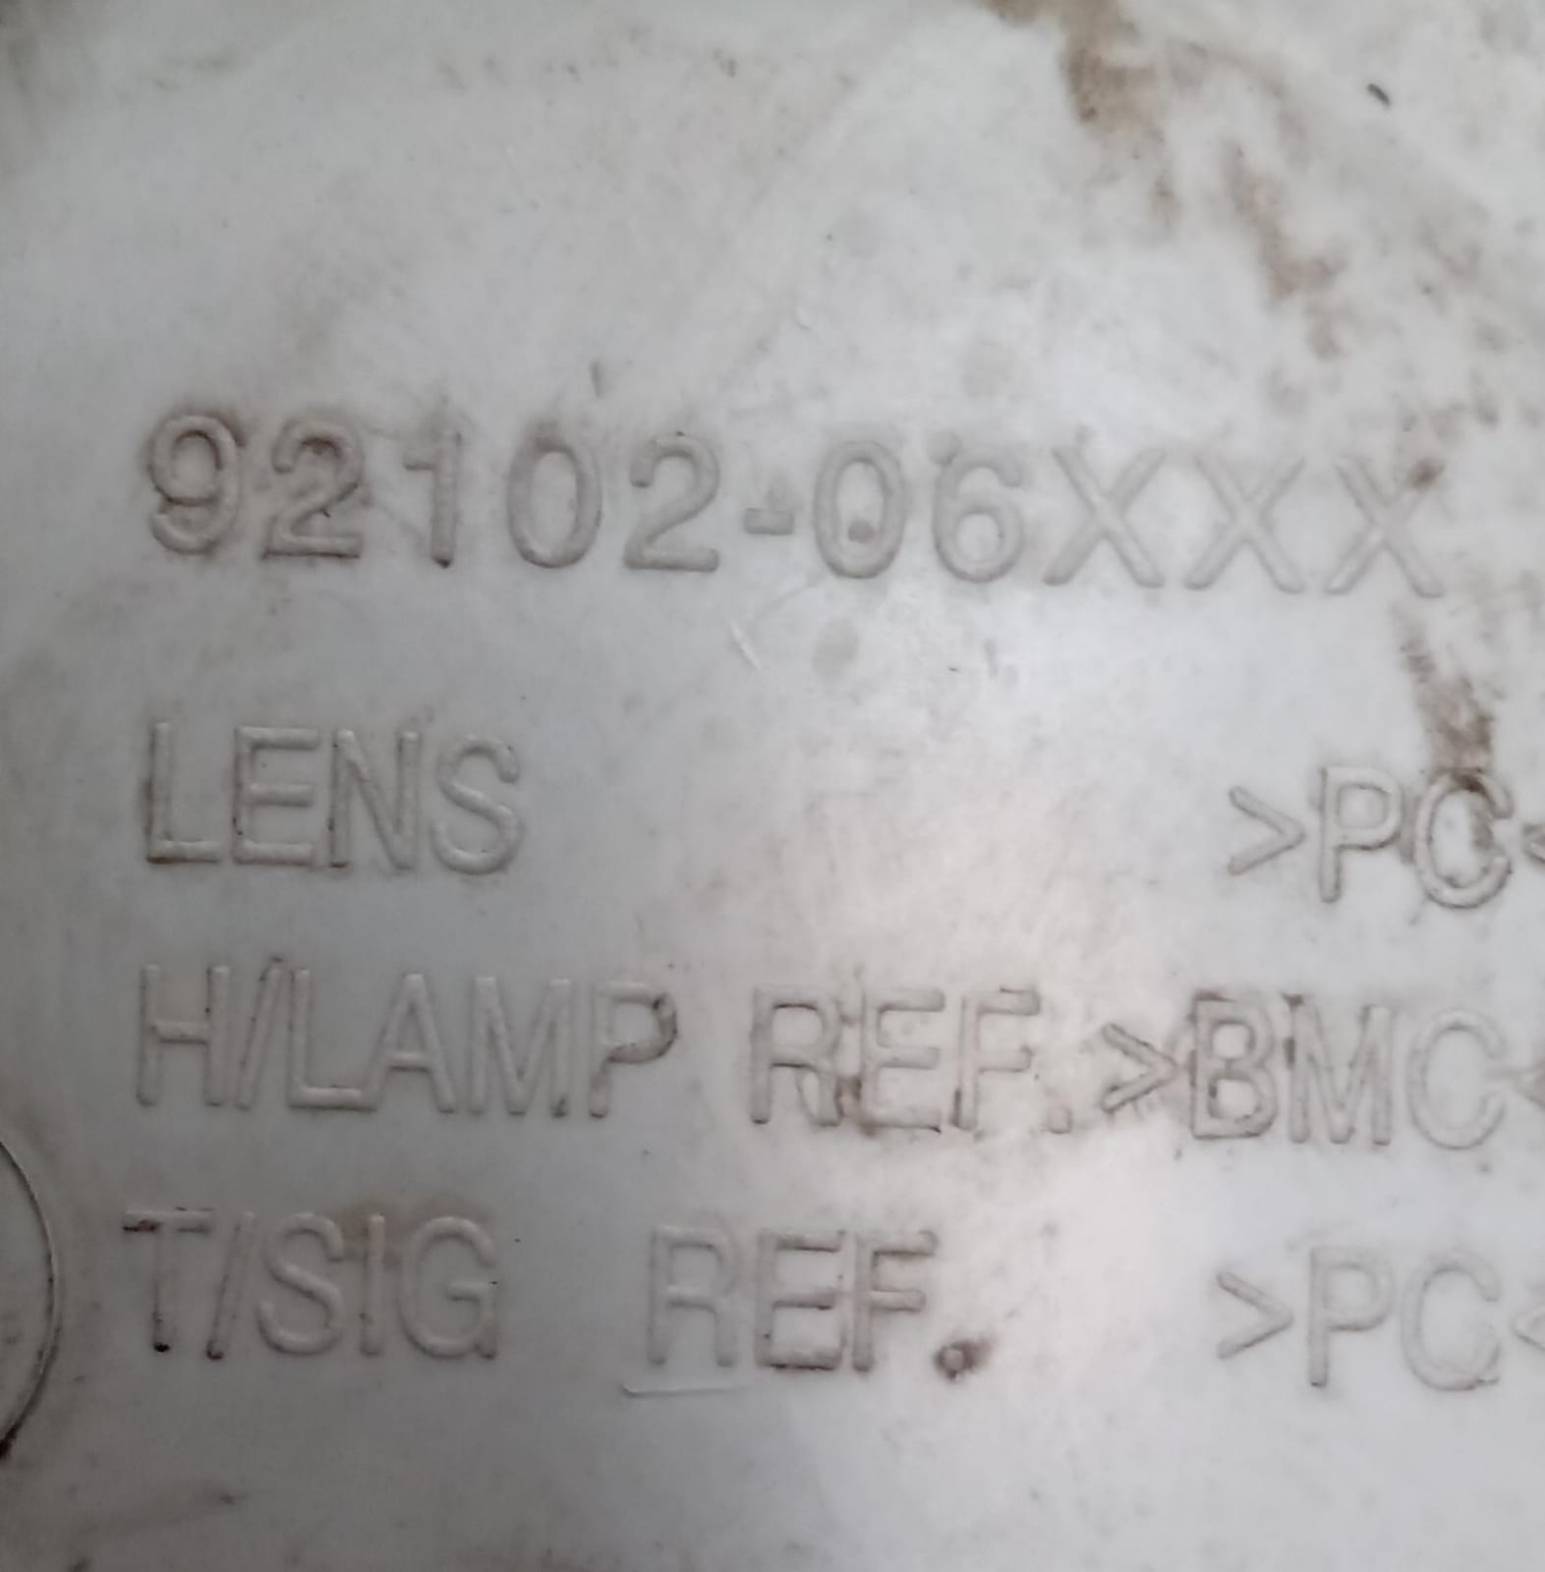 92102-06XXX
LENS >PC<
H/LAMP REF.>BMC<
T/SIG REF. >PC<